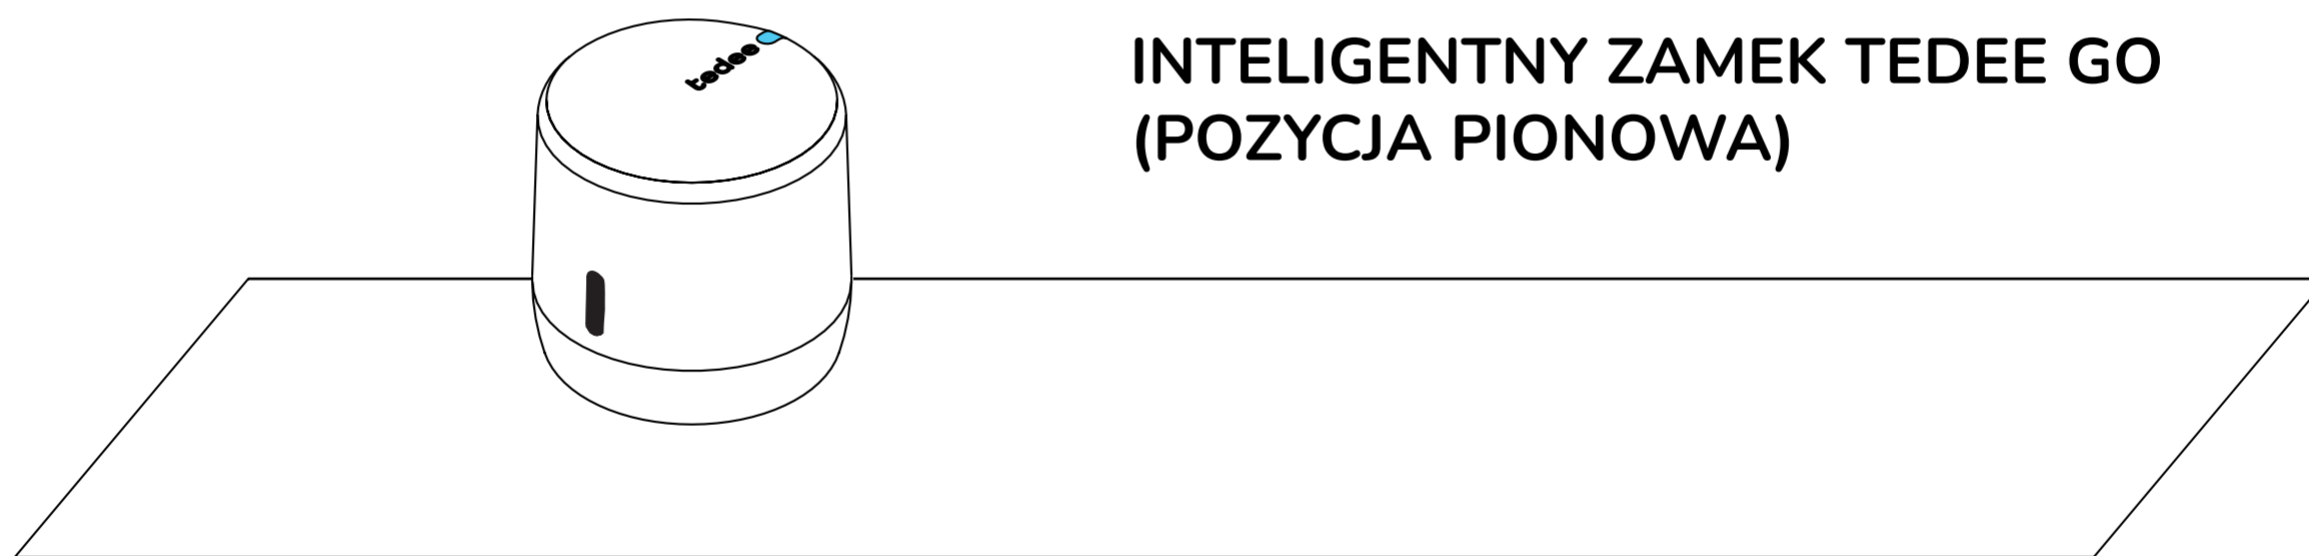 tedee
INTELIGENTNY ZAMEK TEDEE GO
(POZYCJA PIONOWA)